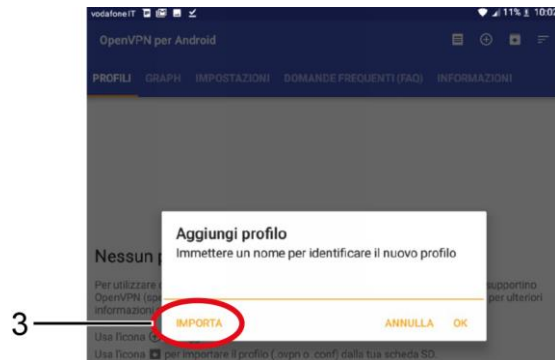 vodafone IT 11% 10:02
OpenVPN per Android
PROFILI GRAPH IMPOSTAZIONI DOMANDE FREQUENTI (FAQ) INFORMAZIONI
Aggiungi profilo
Nessun p
Immettere un nome per identificare il nuovo profilo
Per utilizzare supportino
OpenVPN per ulteriori
informazioni
3 IMPORTA ANNULLA OK
Usa l'icona
Usa l'icona per importare il profilo (.ovpn o .conf) dalla tua scheda SD.